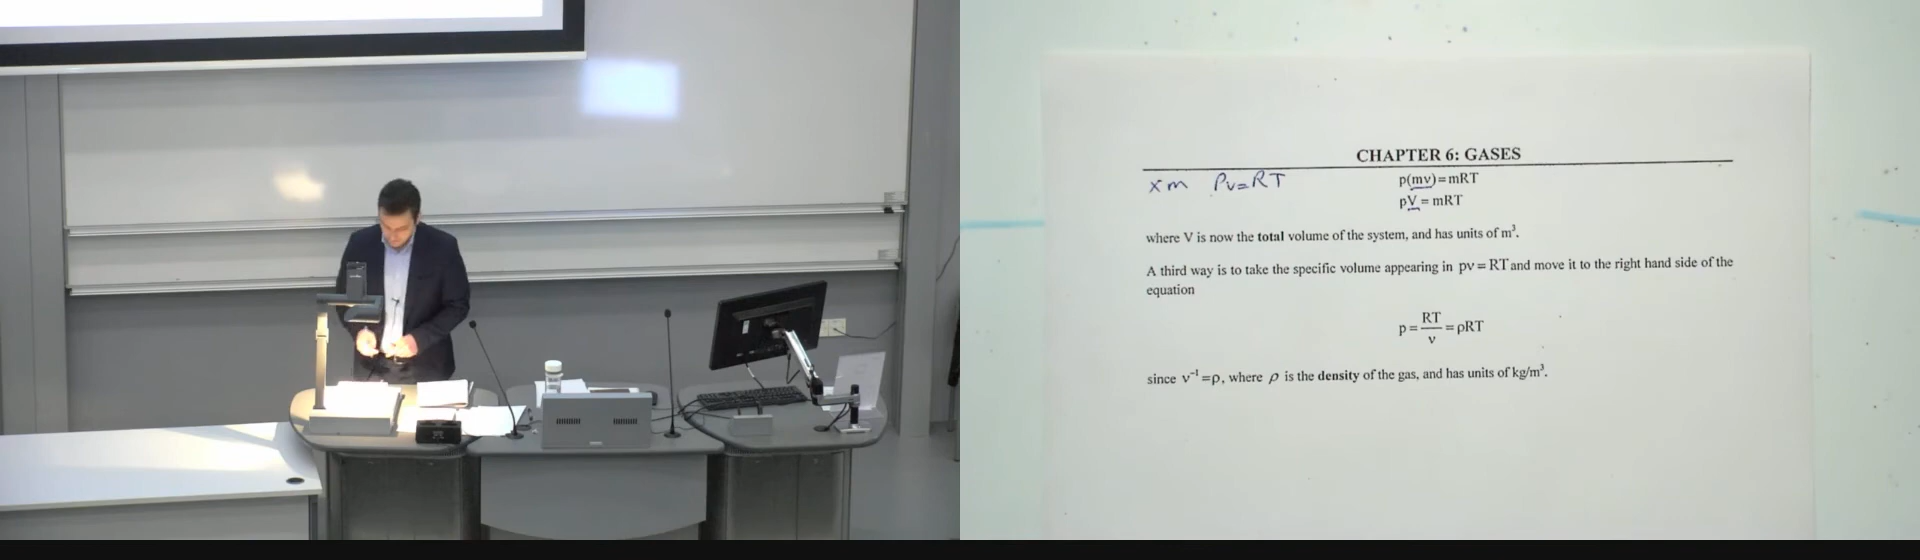 CHAPTER 6: GASES
xm Pv=RT p(mv)=mRT
pV = mRT
where V is now the total volume of the system, and has units of m³.
A third way is to take the specific volume appearing in pv = RT and move it to the right hand side of the
equation
p = RT/v = ρRT
since v⁻¹=ρ, where ρ is the density of the gas, and has units of kg/m³.